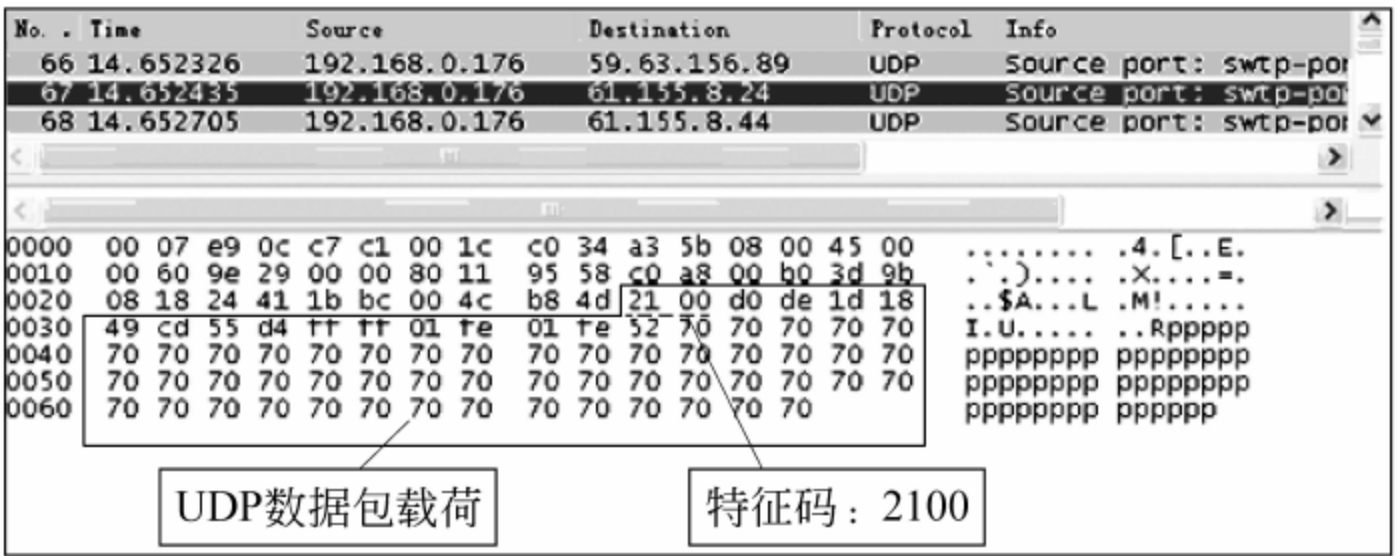 No. . Time Source Destination Protocol Info
66 14.652326 192.168.0.176 59.63.156.89 UDP Source port: swtp-por
67 14.652435 192.168.0.176 61.155.8.24 UDP Source port: swtp-por
68 14.652705 192.168.0.176 61.155.8.44 UDP Source port: swtp-por
0000 00 07 e9 0c c7 c1 00 1c c0 34 a3 5b 08 00 45 00 ........ .4.[..E.
0010 00 60 9e 29 00 00 80 11 95 58 c0 a8 00 b0 3d 9b .`.).... .X....=.
0020 08 18 24 41 1b bc 00 4c b8 4d 21 00 d0 de 1d 18 ..$A...L .M!.....
0030 49 cd 55 d4 ff ff 01 fe 01 fe 52 70 70 70 70 70 I.U..... ..Rppppp
0040 70 70 70 70 70 70 70 70 70 70 70 70 70 70 70 70 pppppppp pppppppp
0050 70 70 70 70 70 70 70 70 70 70 70 70 70 70 70 70 pppppppp pppppppp
0060 70 70 70 70 70 70 70 70 70 70 70 70 70 70 pppppppp pppppp
UDP数据包载荷
特征码：2100